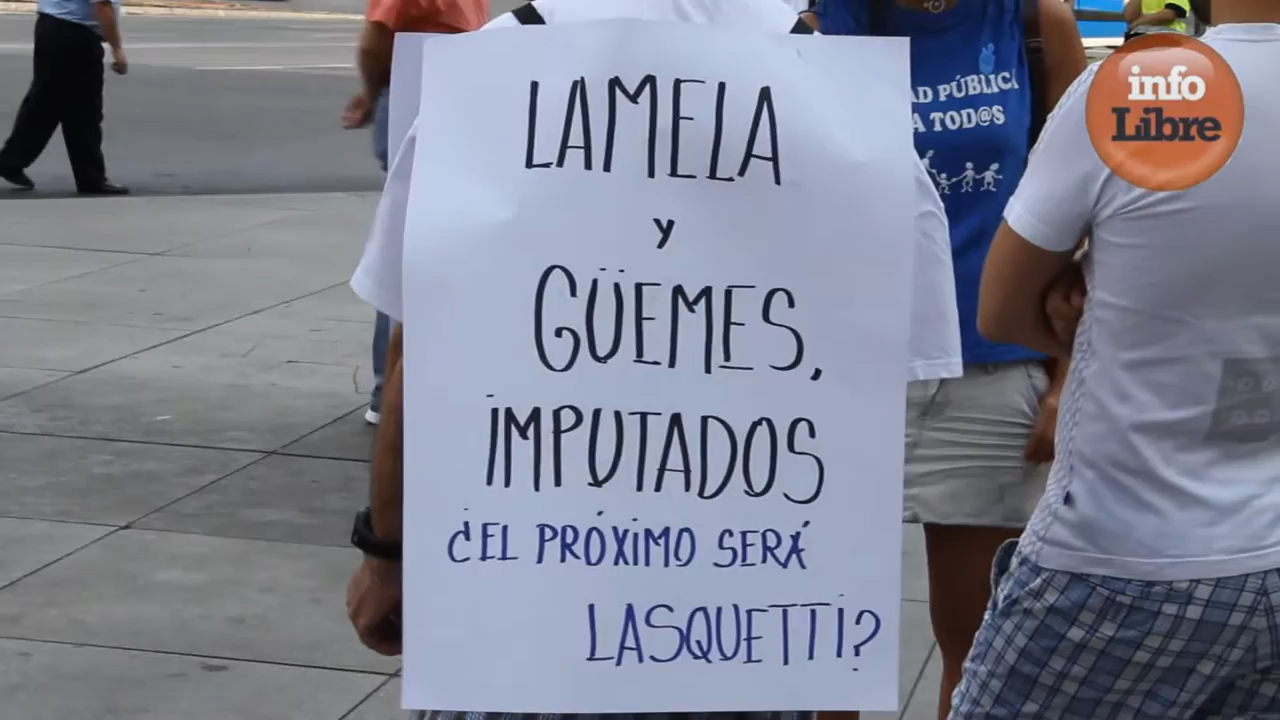 LAMELA
y
GÜEMES,
IMPUTADOS
¿EL PRÓXIMO SERÁ
LASQUETTI?
AD PÚBLICA
A TOD@S
info
Libre